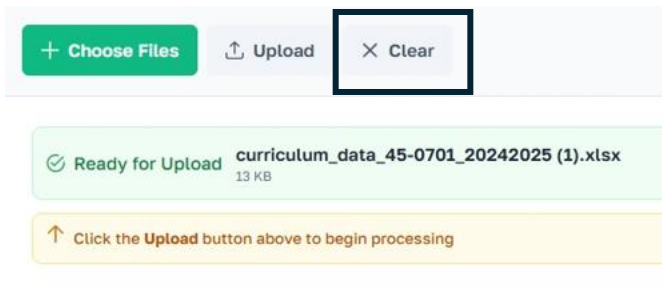 + Choose Files Upload Clear
Ready for Upload curriculum_data_45-0701_20242025 (1).xlsx
13 KB
Click the Upload button above to begin processing